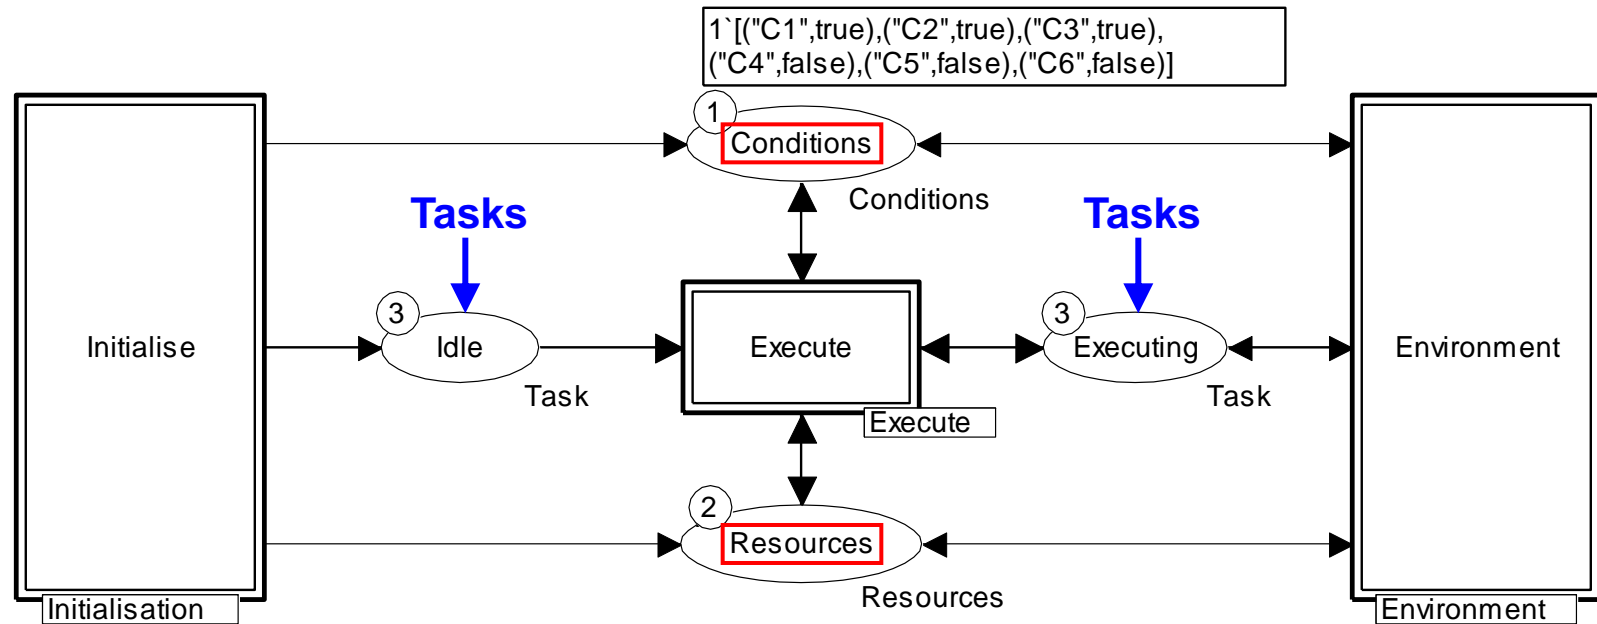 1`[("C1",true),("C2",true),("C3",true),
("C4",false),("C5",false),("C6",false)]
1
Conditions
Conditions
Tasks
Tasks
3
3
Initialise
Idle
Execute
Executing
Environment
Task
Task
Execute
2
Resources
Resources
Initialisation
Environment